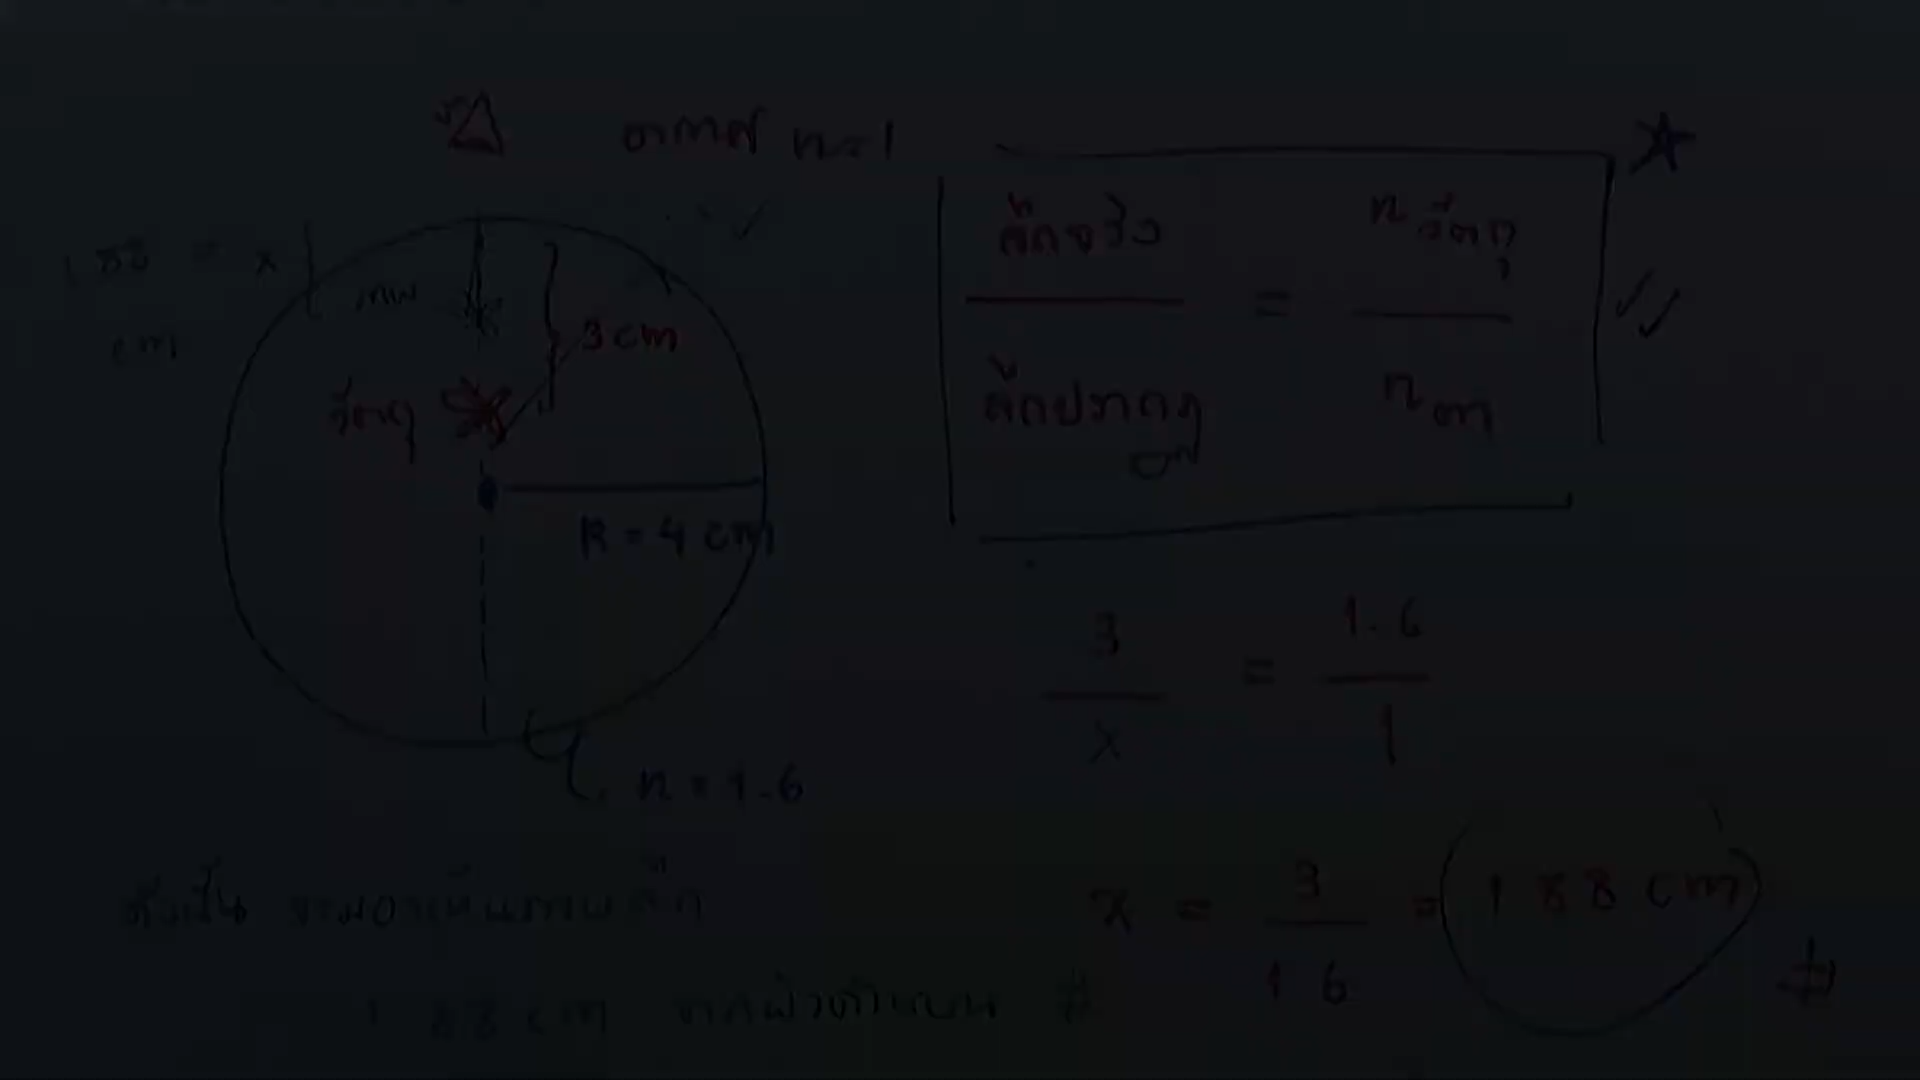 อากาศ n=1
1.88 = x
cm
ภาพ
3 cm
วัตถุ
R = 4 cm
n = 1.6
ลึกจริง = n วัตถุ
ลึกปรากฏ n ตา
3 = 1.6
x 1
x = 3 = 1.88 cm #
1.6
ดังนั้น จะมองเห็นภาพลึก
1.88 cm จากผิวด้านบน #